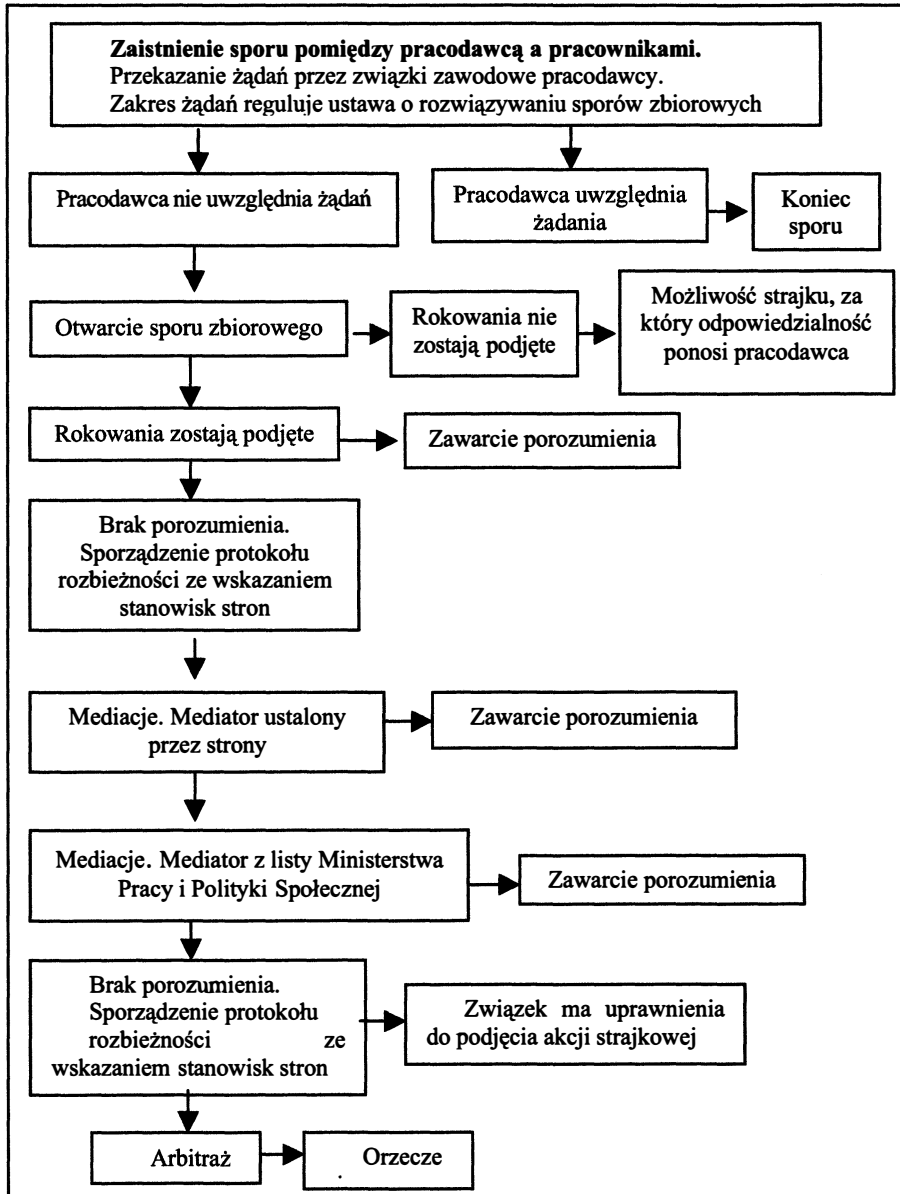 Zaistnienie sporu pomiędzy pracodawcą a pracownikami.
Przekazanie żądań przez związki zawodowe pracodawcy.
Zakres żądań reguluje ustawa o rozwiązywaniu sporów zbiorowych
Pracodawca nie uwzględnia żądań
Pracodawca uwzględnia
żądania
Koniec
sporu
Otwarcie sporu zbiorowego
Rokowania nie
zostają podjęte
Możliwość strajku, za
który odpowiedzialność
ponosi pracodawca
Rokowania zostają podjęte
Zawarcie porozumienia
Brak porozumienia.
Sporządzenie protokołu
rozbieżności ze wskazaniem
stanowisk stron
Mediacje. Mediator ustalony
przez strony
Zawarcie porozumienia
Mediacje. Mediator z listy Ministerstwa
Pracy i Polityki Społecznej
Zawarcie porozumienia
Brak porozumienia.
Sporządzenie protokołu
rozbieżności ze
wskazaniem stanowisk stron
Związek ma uprawnienia
do podjęcia akcji strajkowej
Arbitraż
Orzecze